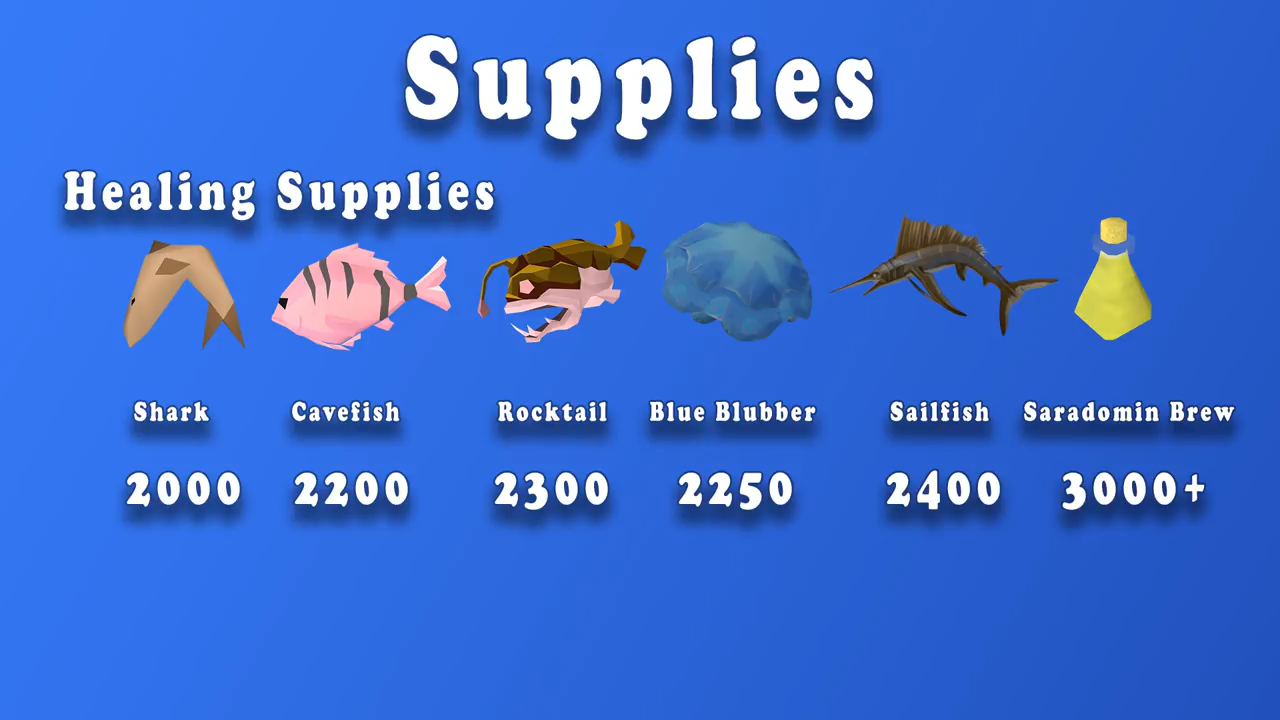 Supplies
Healing Supplies
Shark Cavefish Rocktail Blue Blubber Sailfish Saradomin Brew
2000 2200 2300 2250 2400 3000+